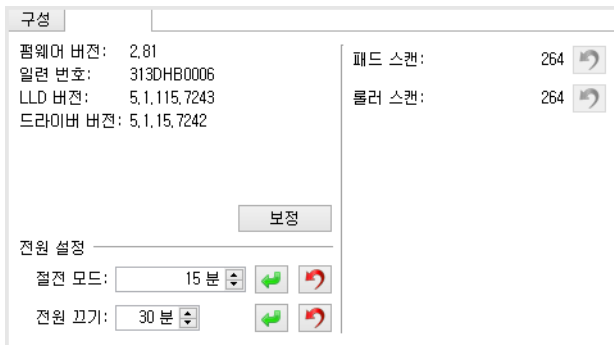 구성
펌웨어 버전: 2,81
일련 번호: 313DHB0006
LLD 버전: 5,1,115,7243
드라이버 버전: 5,1,15,7242
보정
전원 설정
절전 모드: 15 분
전원 끄기: 30 분
패드 스캔: 264
롤러 스캔: 264